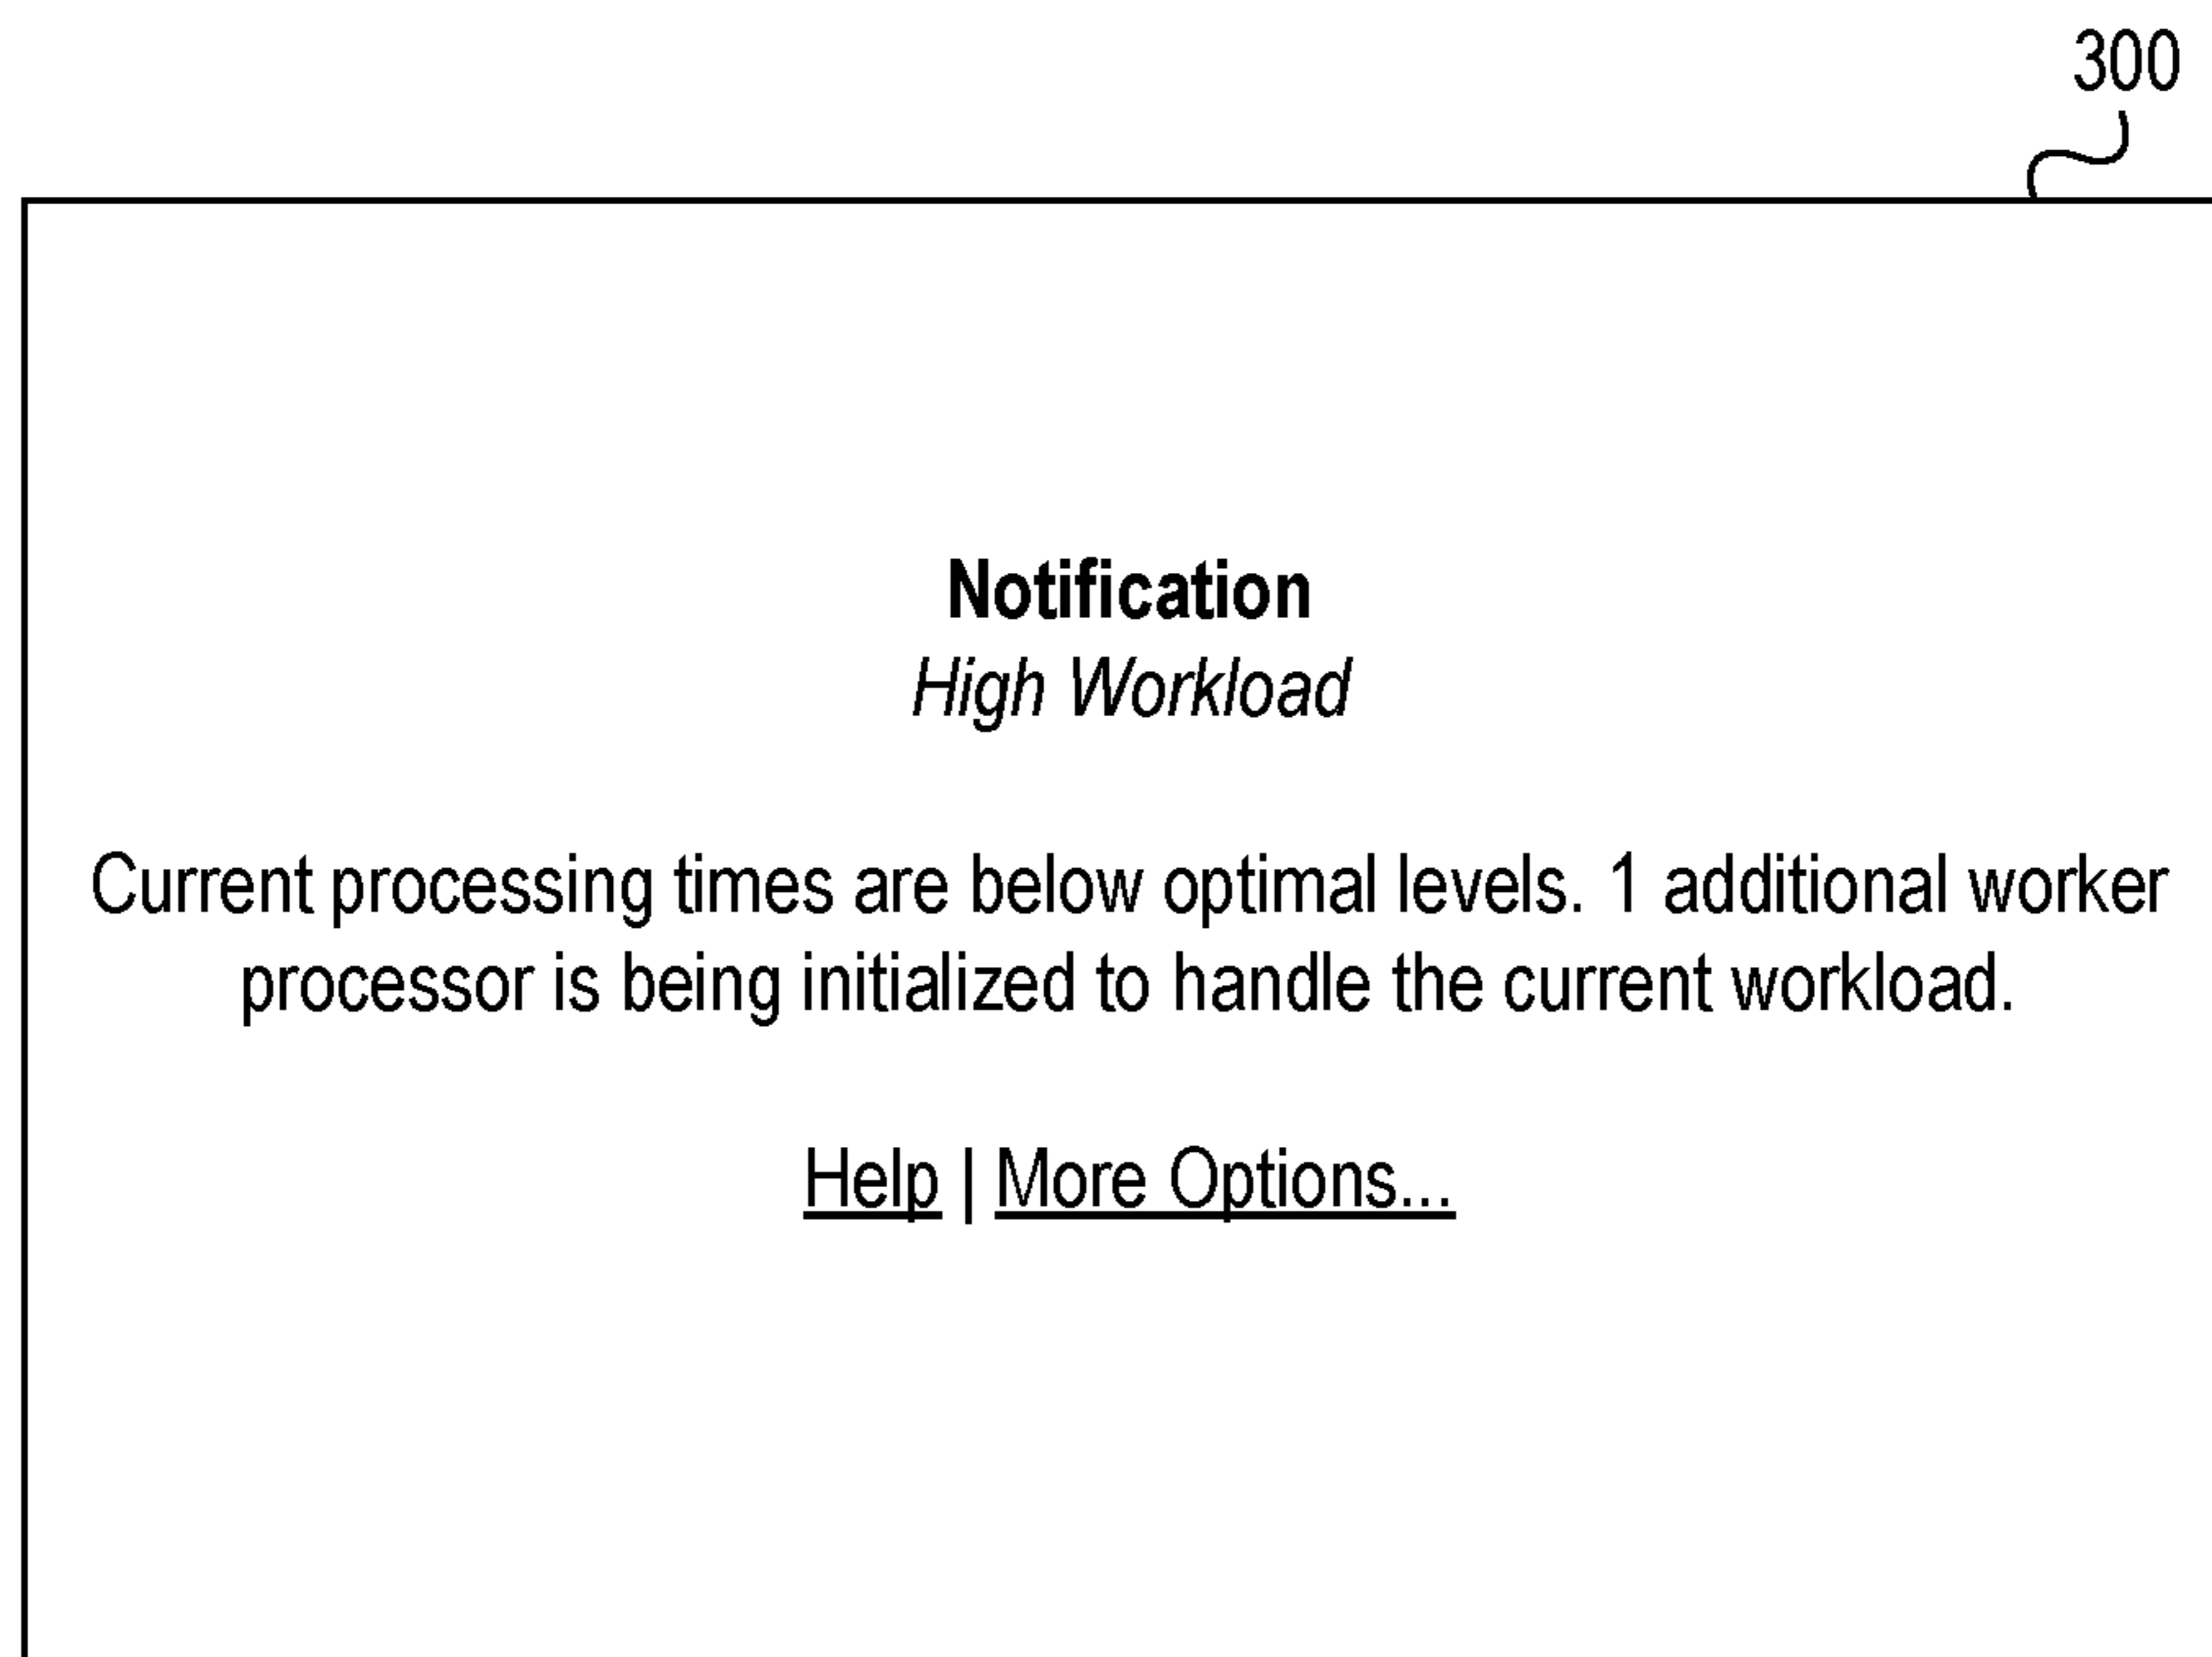 300
Notification
High Workload
Current processing times are below optimal levels. 1 additional worker
processor is being initialized to handle the current workload.
Help | More Options...